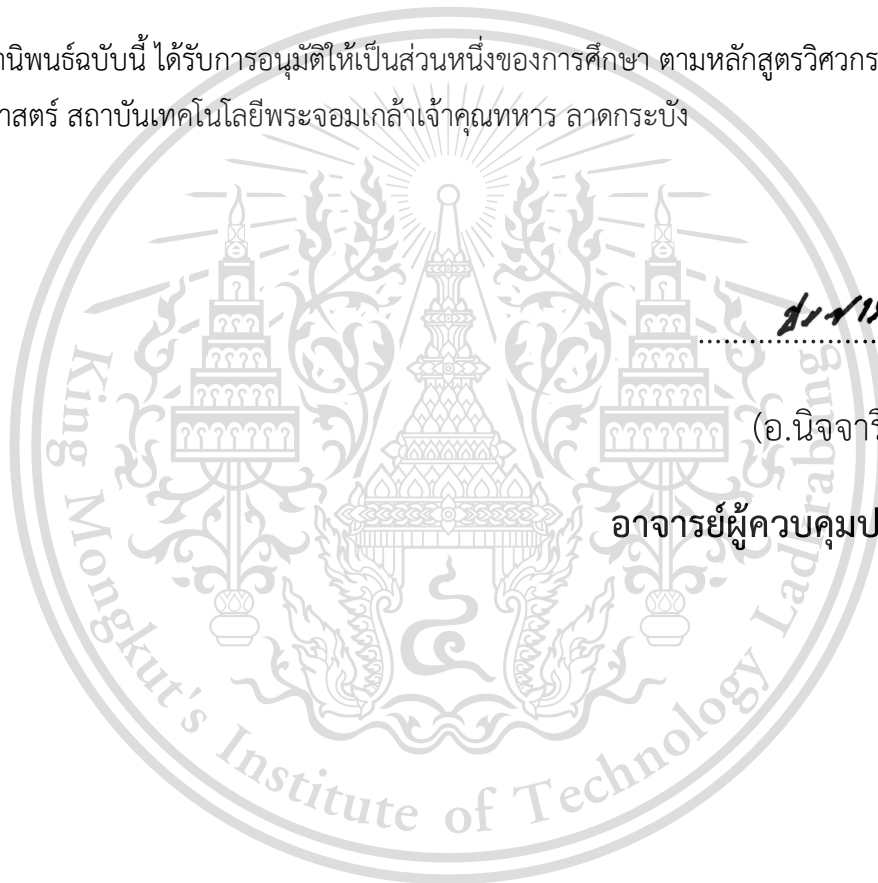 านิพนธ์ฉบับนี้ ได้รับการอนุมัติให้เป็นส่วนหนึ่งของการศึกษา ตามหลักสูตรวิศวกร
าสตร์ สถาบันเทคโนโลยีพระจอมเกล้าเจ้าคุณทหาร ลาดกระบัง
(อ.นิจจาริ
อาจารย์ผู้ควบคุมป
King Mongkut's Institute of Technology Ladkrabang